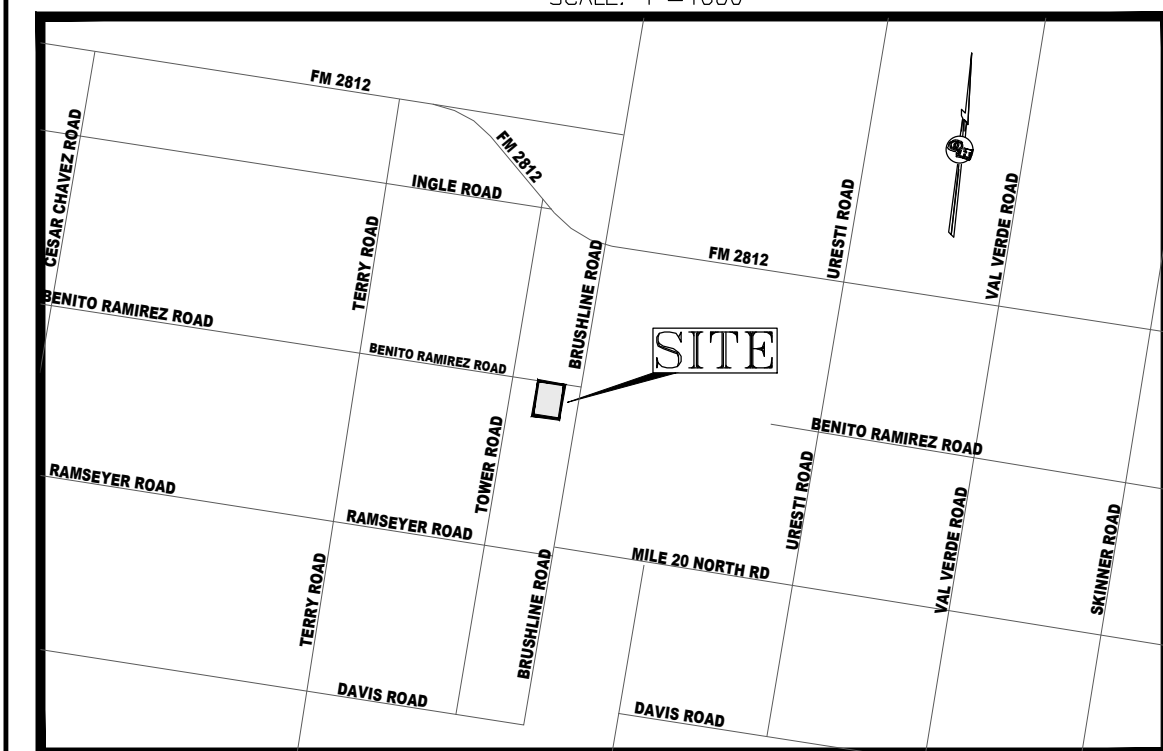 FM 2812
CESAR CHAVEZ ROAD
FM 2812
INGLE ROAD
TERRY ROAD
URESTI ROAD
VAL VERDE ROAD
BRUSHLINE ROAD
FM 2812
BENITO RAMIREZ ROAD
BENITO RAMIREZ ROAD
SITE
TOWER ROAD
BENITO RAMIREZ ROAD
RAMSEYER ROAD
RAMSEYER ROAD
URESTI ROAD
VAL VERDE ROAD
SKINNER ROAD
MILE 20 NORTH RD
TERRY ROAD
BRUSHLINE ROAD
DAVIS ROAD
DAVIS ROAD